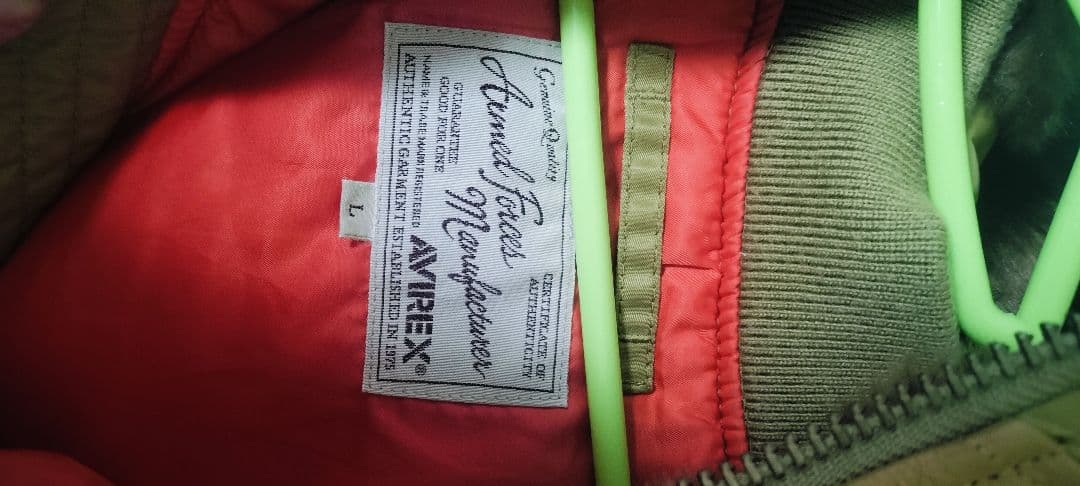 Genuine Quality
CERTIFICATE OF
AUTHENTICITY
Armed Forces
Manufacturer
GUARANTEE
GOOD FOR ONE
NAME & TRADE MARK REGISTERED
AVIREX®
AUTHENTIC GARMENT ESTABLISHED IN 1975
L